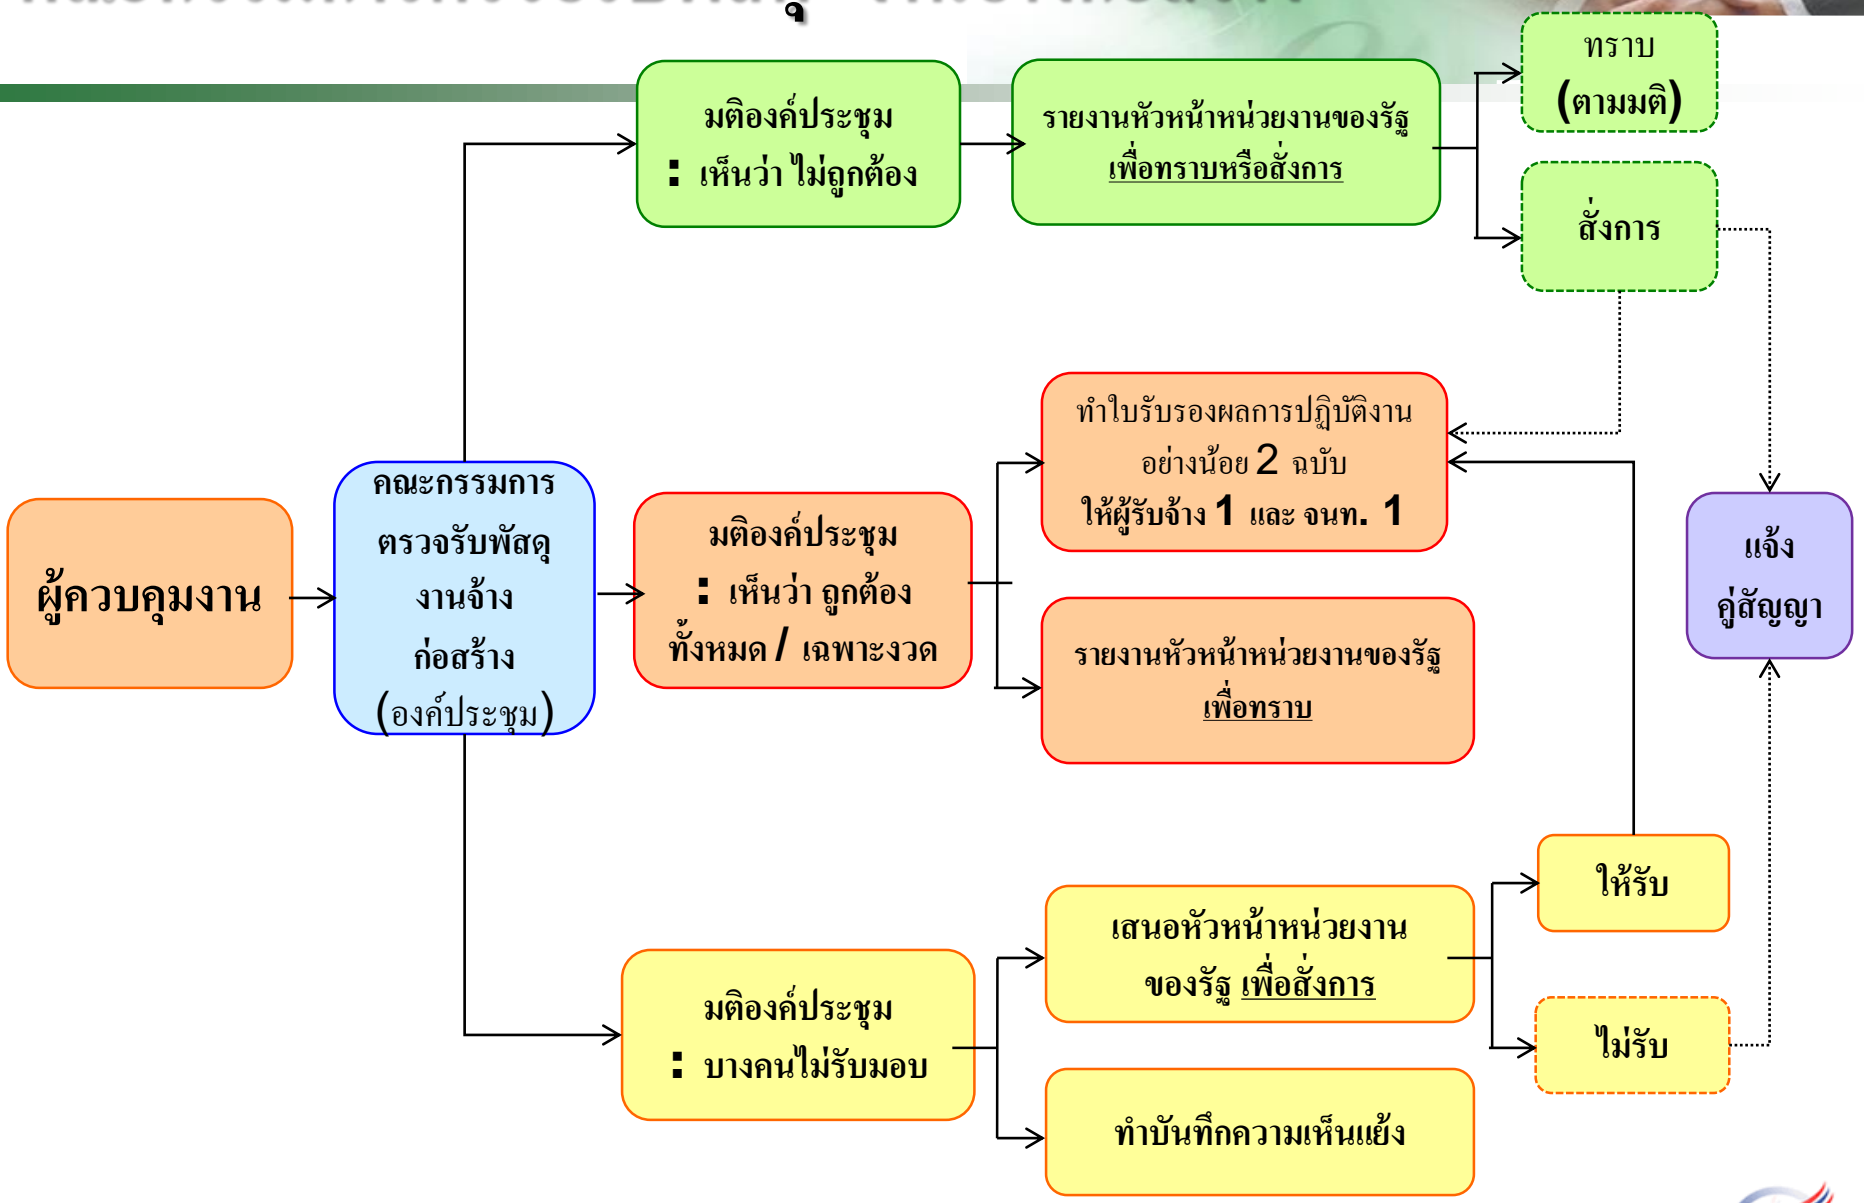 ทราบ
(ตามมติ)
มติองค์ประชุม
: เห็นว่า ไม่ถูกต้อง
รายงานหัวหน้าหน่วยงานของรัฐ
เพื่อทราบหรือสั่งการ
สั่งการ
ผู้ควบคุมงาน
คณะกรรมการ
ตรวจรับพัสดุ
งานจ้าง
ก่อสร้าง
(องค์ประชุม)
มติองค์ประชุม
: เห็นว่า ถูกต้อง
ทั้งหมด / เฉพาะงวด
ทำใบรับรองผลการปฏิบัติงาน
อย่างน้อย 2 ฉบับ
ให้ผู้รับจ้าง 1 และ จนท. 1
รายงานหัวหน้าหน่วยงานของรัฐ
เพื่อทราบ
แจ้ง
คู่สัญญา
มติองค์ประชุม
: บางคนไม่รับมอบ
เสนอหัวหน้าหน่วยงาน
ของรัฐ เพื่อสั่งการ
ทำบันทึกความเห็นแย้ง
ให้รับ
ไม่รับ